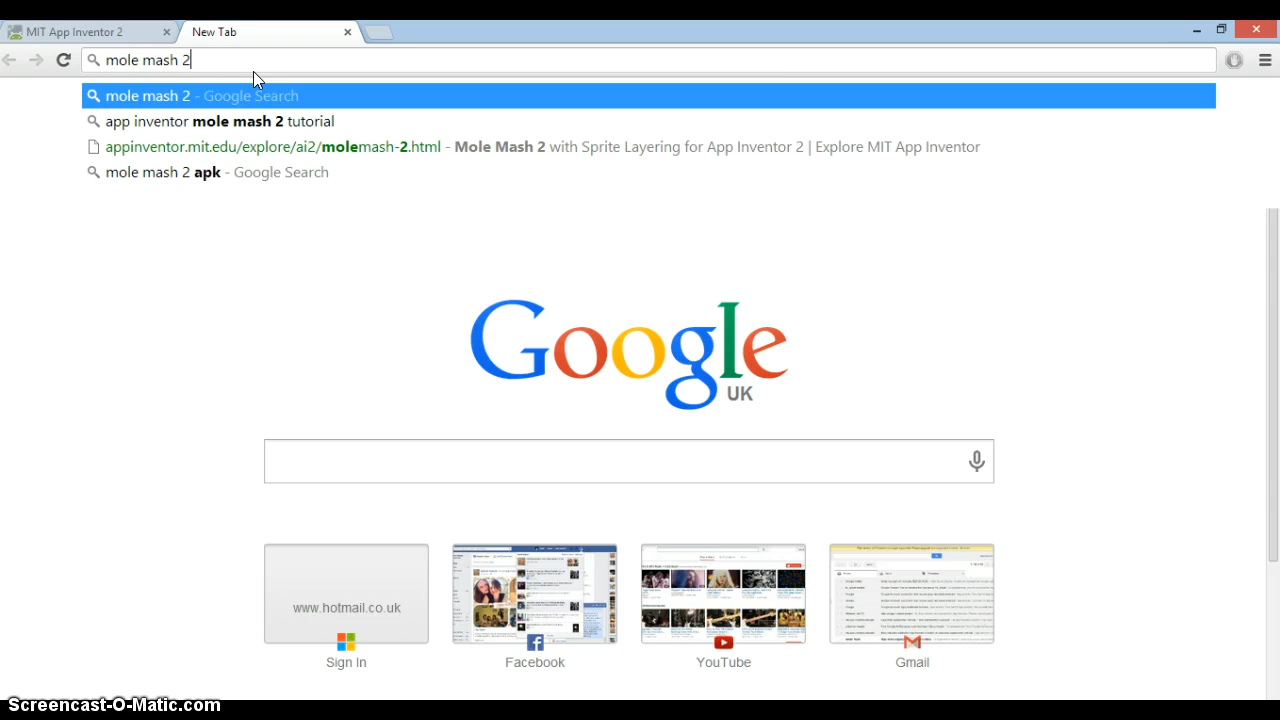 MIT App Inventor 2
New Tab
mole mash 2
mole mash 2 - Google Search
app inventor mole mash 2 tutorial
appinventor.mit.edu/explore/ai2/molemash-2.html - Mole Mash 2 with Sprite Layering for App Inventor 2 | Explore MIT App Inventor
mole mash 2 apk - Google Search
Google
UK
www.hotmail.co.uk
Sign In
Facebook
YouTube
Gmail
Screencast-O-Matic.com